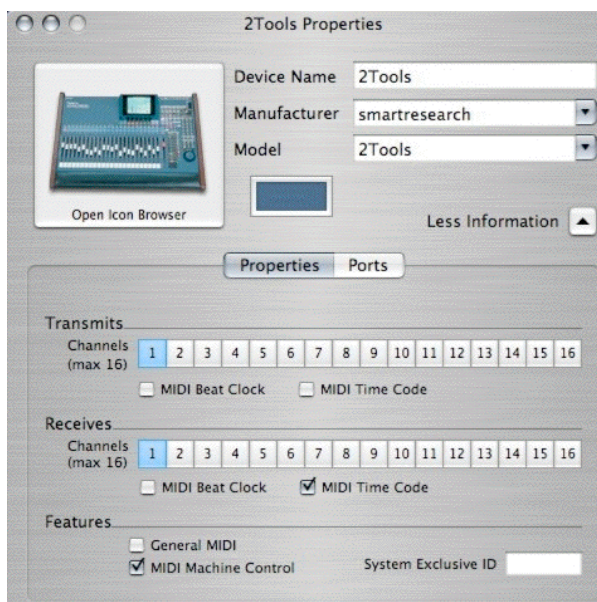 2Tools Properties
Device Name 2Tools
Manufacturer smartresearch
Model 2Tools
Open Icon Browser
Less Information
Properties Ports
Transmits
Channels
(max 16)
1 2 3 4 5 6 7 8 9 10 11 12 13 14 15 16
MIDI Beat Clock MIDI Time Code
Receives
Channels
(max 16)
1 2 3 4 5 6 7 8 9 10 11 12 13 14 15 16
MIDI Beat Clock MIDI Time Code
Features
General MIDI
MIDI Machine Control System Exclusive ID